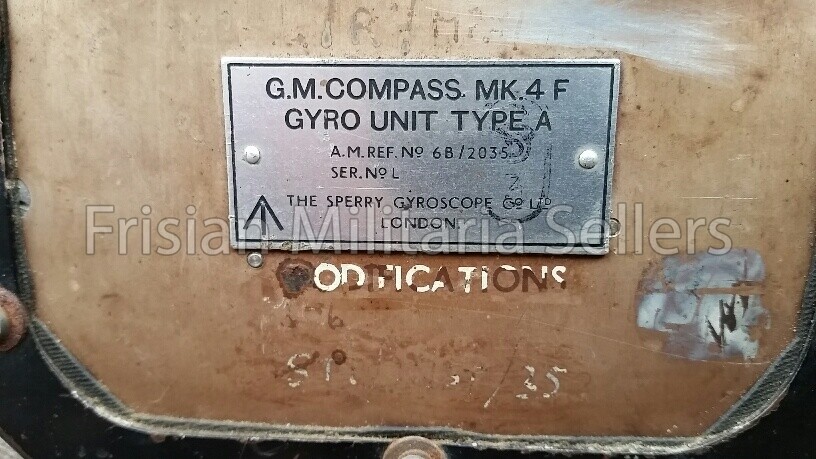 G.M.COMPASS. MK.4 F
GYRO UNIT TYPE A
A.M.REF.Nº 6B/2035
SER.Nº L
THE SPERRY GYROSCOPE Cº LTD
LONDON.
Frisian Militaria Sellers
ODIFICATIONS